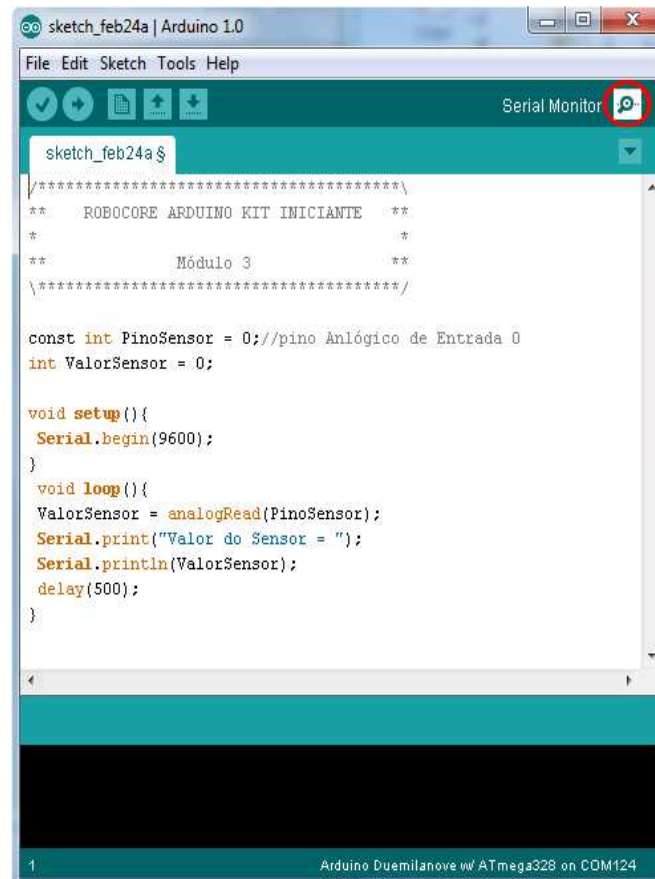 sketch_feb24a | Arduino 1.0
File Edit Sketch Tools Help
Serial Monitor
sketch_feb24a §
/***************************************\
**    ROBOCORE ARDUINO KIT INICIANTE   **
*                                       *
**              Módulo 3               **
\***************************************/
const int PinoSensor = 0;//pino Anlógico de Entrada 0
int ValorSensor = 0;
void setup(){
Serial.begin(9600);
}
void loop(){
ValorSensor = analogRead(PinoSensor);
Serial.print("Valor do Sensor = ");
Serial.println(ValorSensor);
delay(500);
}
1 Arduino Duemilanove w/ ATmega328 on COM124